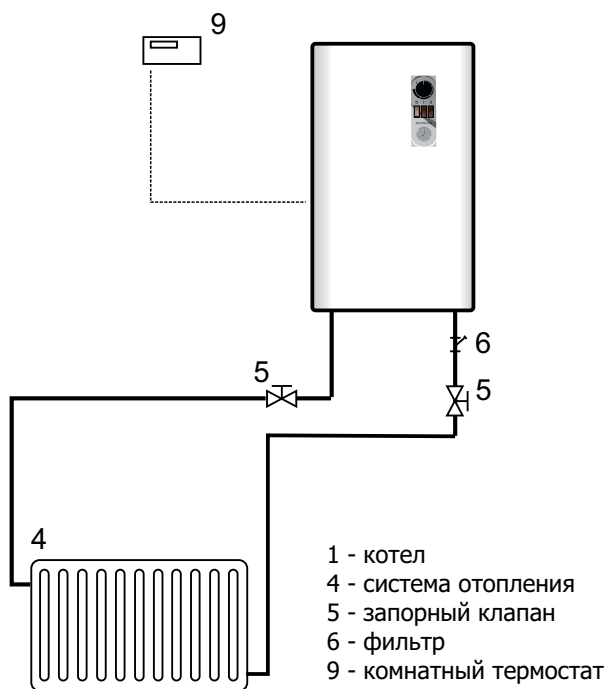 9
6
5
5
4
1 - котел
4 - система отопления
5 - запорный клапан
6 - фильтр
9 - комнатный термостат